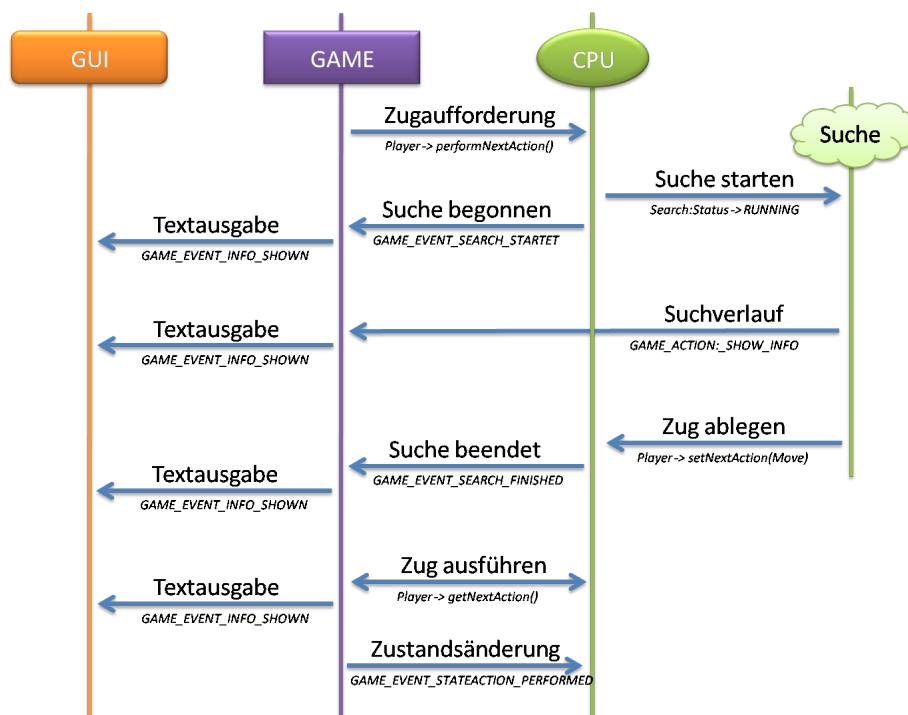 GUI
GAME
CPU
Suche
Zugaufforderung
Player-> performNextAction()
Suche starten
Search:Status->RUNNING
Suche begonnen
GAME_EVENT_SEARCH_STARTET
Textausgabe
GAME_EVENT_INFO_SHOWN
Suchverlauf
GAME_ACTION:_SHOW_INFO
Textausgabe
GAME_EVENT_INFO_SHOWN
Zug ablegen
Player-> setNextAction(Move)
Suche beendet
GAME_EVENT_SEARCH_FINISHED
Textausgabe
GAME_EVENT_INFO_SHOWN
Zug ausführen
Player-> getNextAction()
Textausgabe
GAME_EVENT_INFO_SHOWN
Zustandsänderung
GAME_EVENT_STATEACTION_PERFORMED